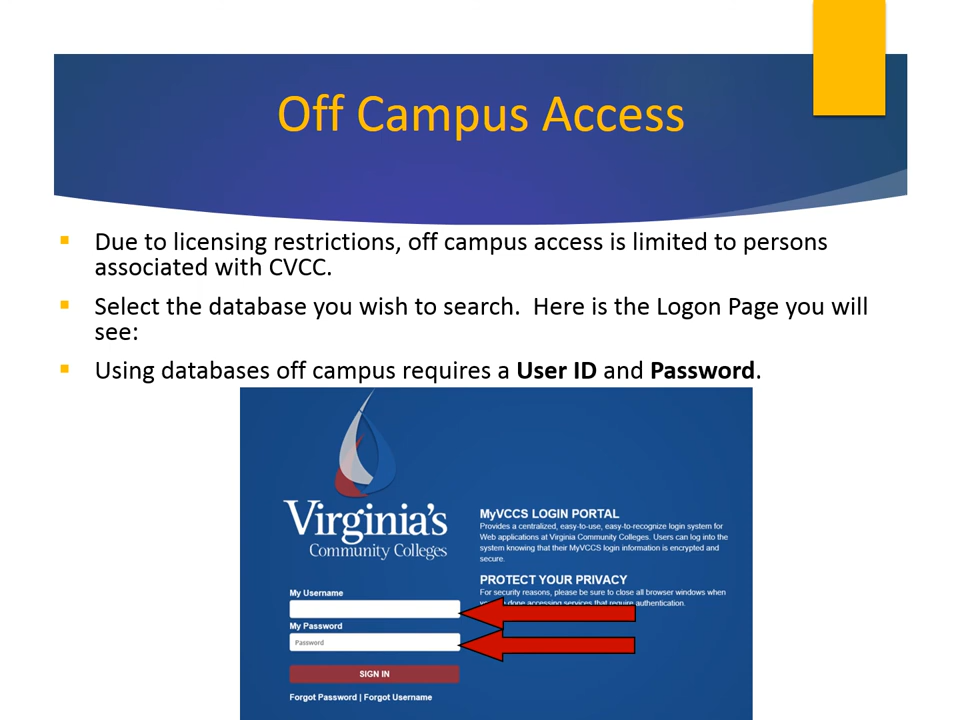 Off Campus Access
Due to licensing restrictions, off campus access is limited to persons
associated with CVCC.
Select the database you wish to search.  Here is the Logon Page you will
see:
Using databases off campus requires a User ID and Password.
Virginia's
Community Colleges
MyVCCS LOGIN PORTAL
Provides a centralized, easy-to-use, easy-to-recognize login system for
Web applications at Virginia Community Colleges. Users can log into the
system knowing that their MyVCCS login information is encrypted and
secure.
PROTECT YOUR PRIVACY
For security reasons, please be sure to close all browser windows when
done accessing services that require authentication.
My Username
My Password
Password
SIGN IN
Forgot Password | Forgot Username